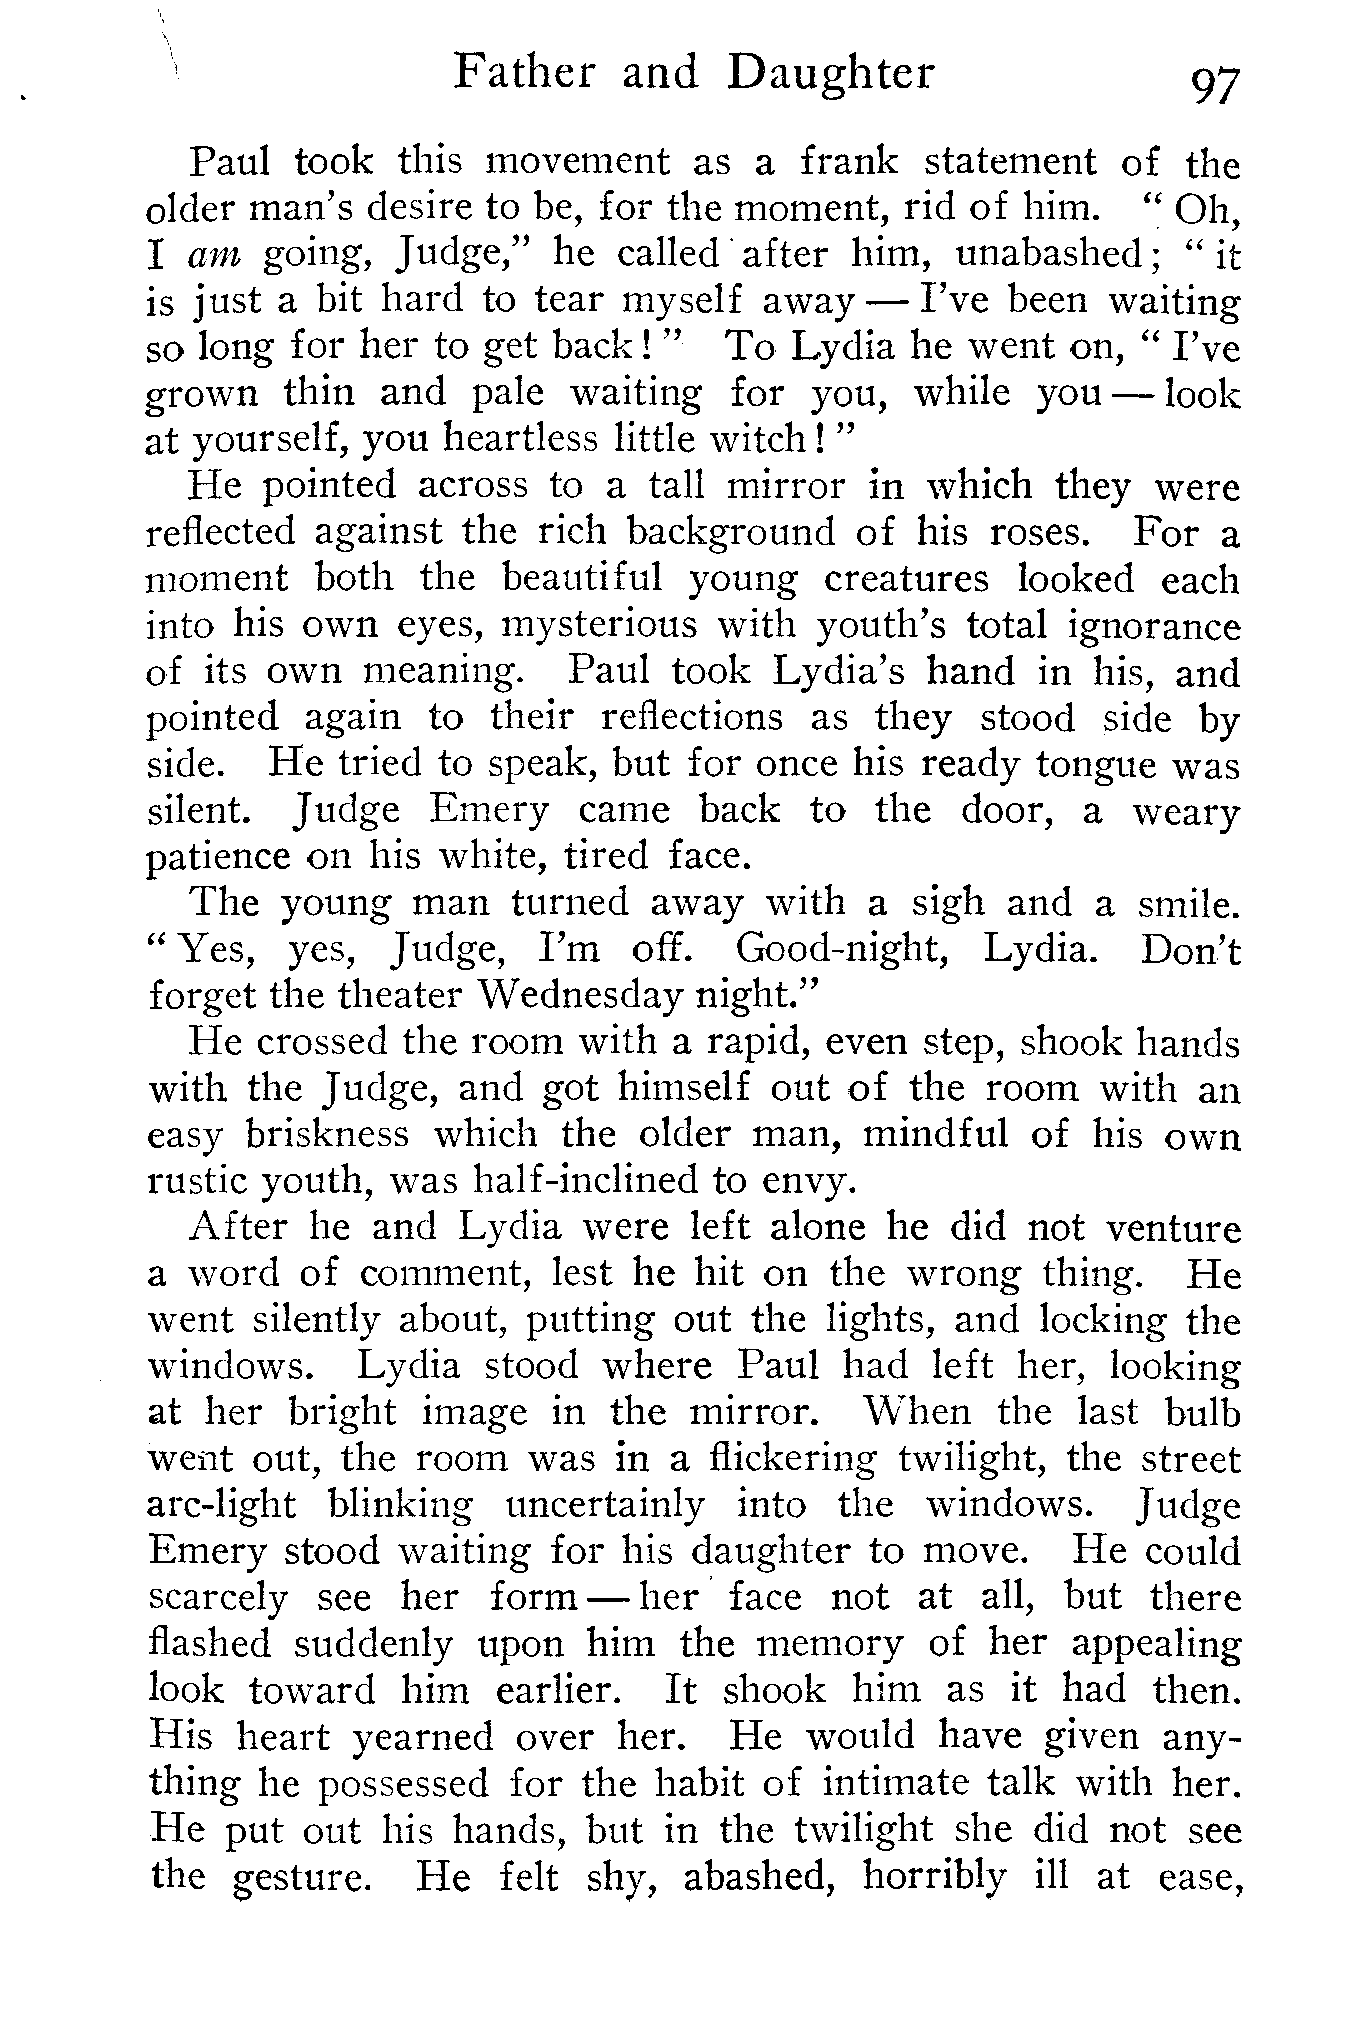 Father and Daughter 97
Paul took this movement as a frank statement of the
older man's desire to be, for the moment, rid of him. " Oh,
I am going, Judge," he called after him, unabashed; " it
is just a bit hard to tear myself away — I've been waiting
so long for her to get back! " To Lydia he went on, " I've
grown thin and pale waiting for you, while you — look
at yourself, you heartless little witch! "
He pointed across to a tall mirror in which they were
reflected against the rich background of his roses. For a
moment both the beautiful young creatures looked each
into his own eyes, mysterious with youth's total ignorance
of its own meaning. Paul took Lydia's hand in his, and
pointed again to their reflections as they stood side by
side. He tried to speak, but for once his ready tongue was
silent. Judge Emery came back to the door, a weary
patience on his white, tired face.
The young man turned away with a sigh and a smile.
" Yes, yes, Judge, I'm off. Good-night, Lydia. Don't
forget the theater Wednesday night."
He crossed the room with a rapid, even step, shook hands
with the Judge, and got himself out of the room with an
easy briskness which the older man, mindful of his own
rustic youth, was half-inclined to envy.
After he and Lydia were left alone he did not venture
a word of comment, lest he hit on the wrong thing. He
went silently about, putting out the lights, and locking the
windows. Lydia stood where Paul had left her, looking
at her bright image in the mirror. When the last bulb
went out, the room was in a flickering twilight, the street
arc-light blinking uncertainly into the windows. Judge
Emery stood waiting for his daughter to move. He could
scarcely see her form — her face not at all, but there
flashed suddenly upon him the memory of her appealing
look toward him earlier. It shook him as it had then.
His heart yearned over her. He would have given any-
thing he possessed for the habit of intimate talk with her.
He put out his hands, but in the twilight she did not see
the gesture. He felt shy, abashed, horribly ill at ease,